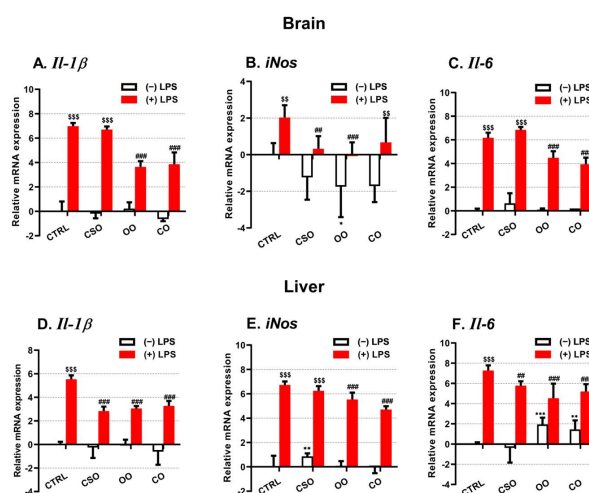 Brain
A. Il-1β
(−) LPS
(+) LPS
Relative mRNA expression
10
8
6
4
2
0
-2
$$$
$$$
###
###
CTRL
CSO
OO
CO
B. iNos
(−) LPS
(+) LPS
Relative mRNA expression
4
2
0
-2
-4
$$
##
###
$$
*
CTRL
CSO
OO
CO
C. Il-6
(−) LPS
(+) LPS
Relative mRNA expression
10
8
6
4
2
0
-2
$$$
$$$
###
##
CTRL
CSO
OO
CO
Liver
D. Il-1β
(−) LPS
(+) LPS
Relative mRNA expression
8
6
4
2
0
-2
$$$
###
###
###
CTRL
CSO
OO
CO
E. iNos
(−) LPS
(+) LPS
Relative mRNA expression
8
6
4
2
0
-2
$$$
$$$
###
###
**
CTRL
CSO
OO
CO
F. Il-6
(−) LPS
(+) LPS
Relative mRNA expression
10
8
6
4
2
0
-2
-4
$$$
##
###
##
***
**
CTRL
CSO
OO
CO